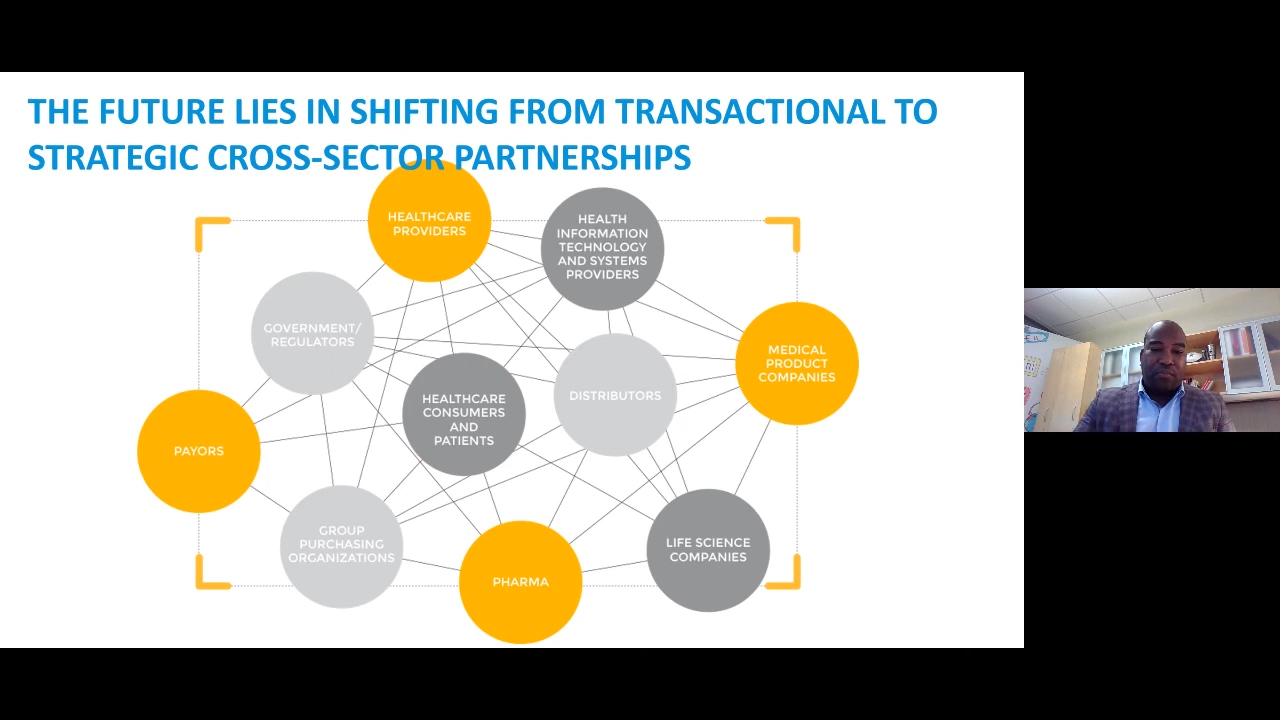 THE FUTURE LIES IN SHIFTING FROM TRANSACTIONAL TO
STRATEGIC CROSS-SECTOR PARTNERSHIPS
HEALTHCARE
PROVIDERS
HEALTH
INFORMATION
TECHNOLOGY
AND SYSTEMS
PROVIDERS
GOVERNMENT/
REGULATORS
MEDICAL
PRODUCT
COMPANIES
HEALTHCARE
CONSUMERS
AND
PATIENTS
DISTRIBUTORS
PAYORS
GROUP
PURCHASING
ORGANIZATIONS
PHARMA
LIFE SCIENCE
COMPANIES